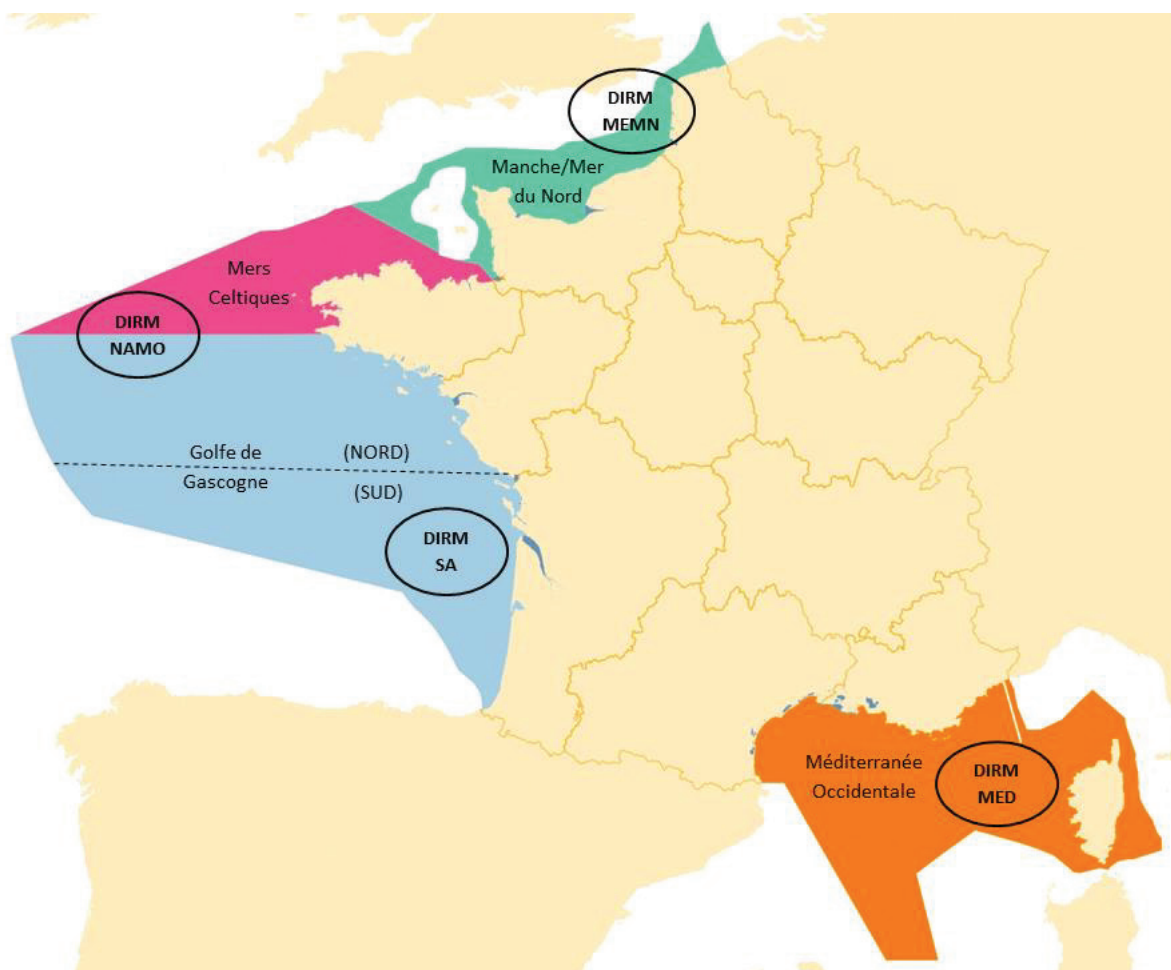 DIRM
MEMN
Manche/Mer
du Nord
Mers
Celtiques
DIRM
NAMO
Golfe de
Gascogne
(NORD)
(SUD)
DIRM
SA
Méditerranée
Occidentale
DIRM
MED